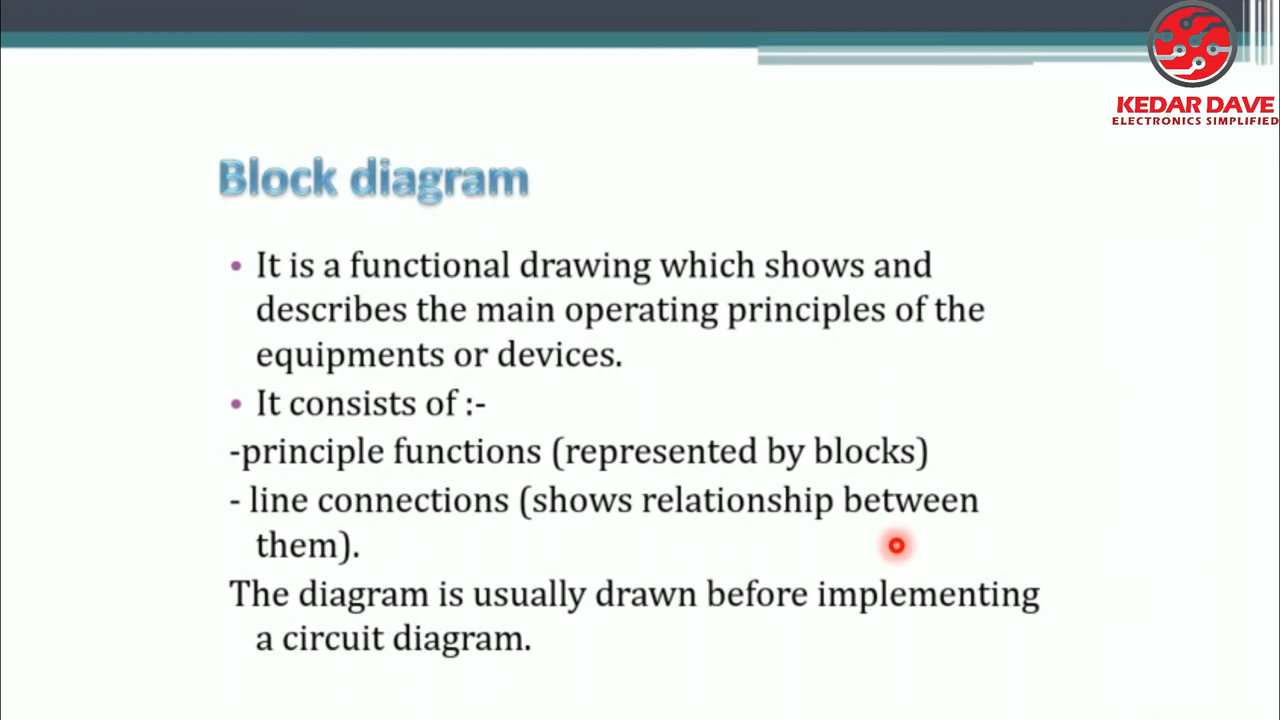 KEDAR DAVE
ELECTRONICS SIMPLIFIED
Block diagram
• It is a functional drawing which shows and
describes the main operating principles of the
equipments or devices.
• It consists of :-
-principle functions (represented by blocks)
- line connections (shows relationship between
them).
The diagram is usually drawn before implementing
a circuit diagram.